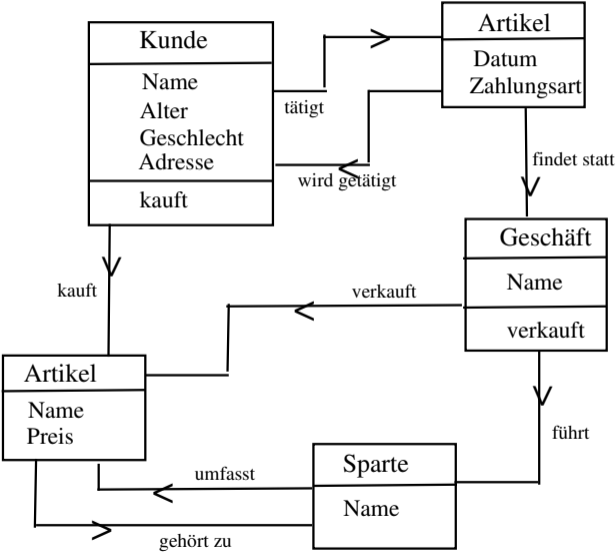 Kunde
Name
Alter
Geschlecht
Adresse
kauft
tätigt
wird getätigt
Artikel
Datum
Zahlungsart
findet statt
Geschäft
Name
verkauft
verkauft
kauft
Artikel
Name
Preis
führt
umfasst
gehört zu
Sparte
Name